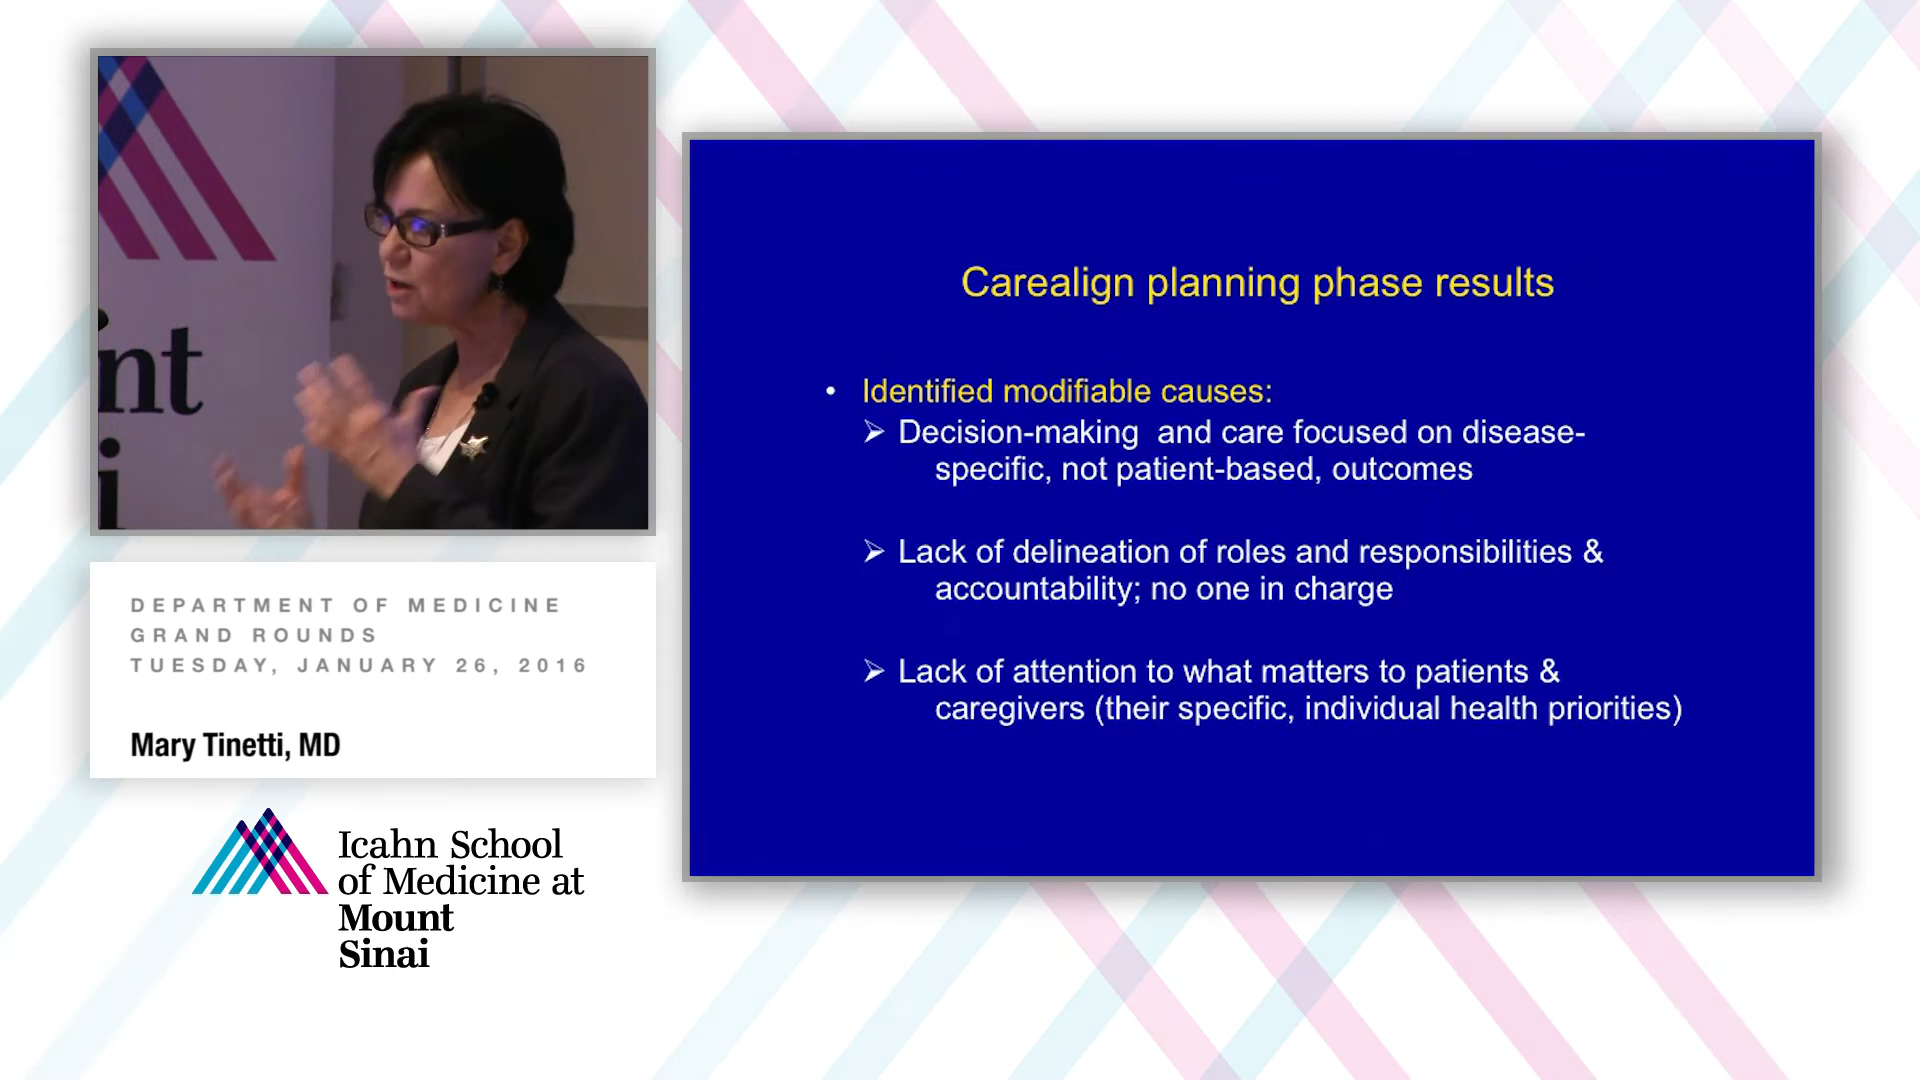 nt
i
DEPARTMENT OF MEDICINE
GRAND ROUNDS
TUESDAY, JANUARY 26, 2016
Mary Tinetti, MD
Icahn School
of Medicine at
Mount
Sinai
Carealign planning phase results
• Identified modifiable causes:
➢ Decision-making and care focused on disease-
specific, not patient-based, outcomes
➢ Lack of delineation of roles and responsibilities &
accountability; no one in charge
➢ Lack of attention to what matters to patients &
caregivers (their specific, individual health priorities)